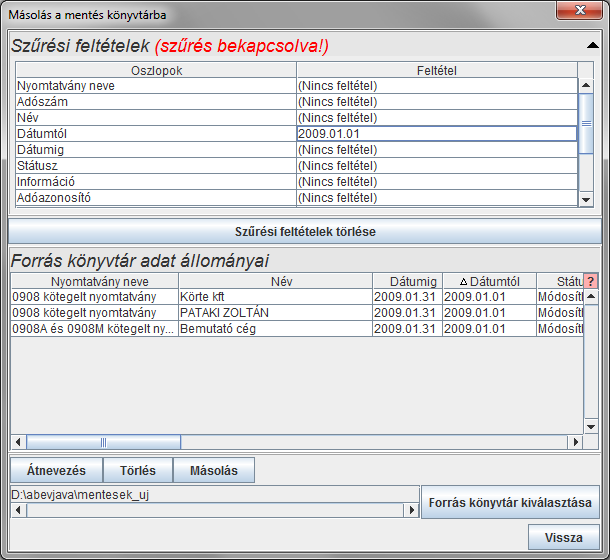 Másolás a mentés könyvtárba
Szűrési feltételek (szűrés bekapcsolva!)
Oszlopok Feltétel
Nyomtatvány neve (Nincs feltétel)
Adószám (Nincs feltétel)
Név (Nincs feltétel)
Dátumtól 2009.01.01
Dátumig (Nincs feltétel)
Státusz (Nincs feltétel)
Információ (Nincs feltétel)
Adóazonosító (Nincs feltétel)
Szűrési feltételek törlése
Forrás könyvtár adat állományai
Nyomtatvány neve Név Dátumig Dátumtól Státu ?
0908 kötegelt nyomtatvány Körte kft 2009.01.31 2009.01.01 Módosítl
0908 kötegelt nyomtatvány PATAKI ZOLTÁN 2009.01.31 2009.01.01 Módosítl
0908A és 0908M kötegelt ny... Bemutató cég 2009.01.31 2009.01.01 Módosítl
Átnevezés Törlés Másolás
D:\abevjava\mentesek_uj
Forrás könyvtár kiválasztása
Vissza